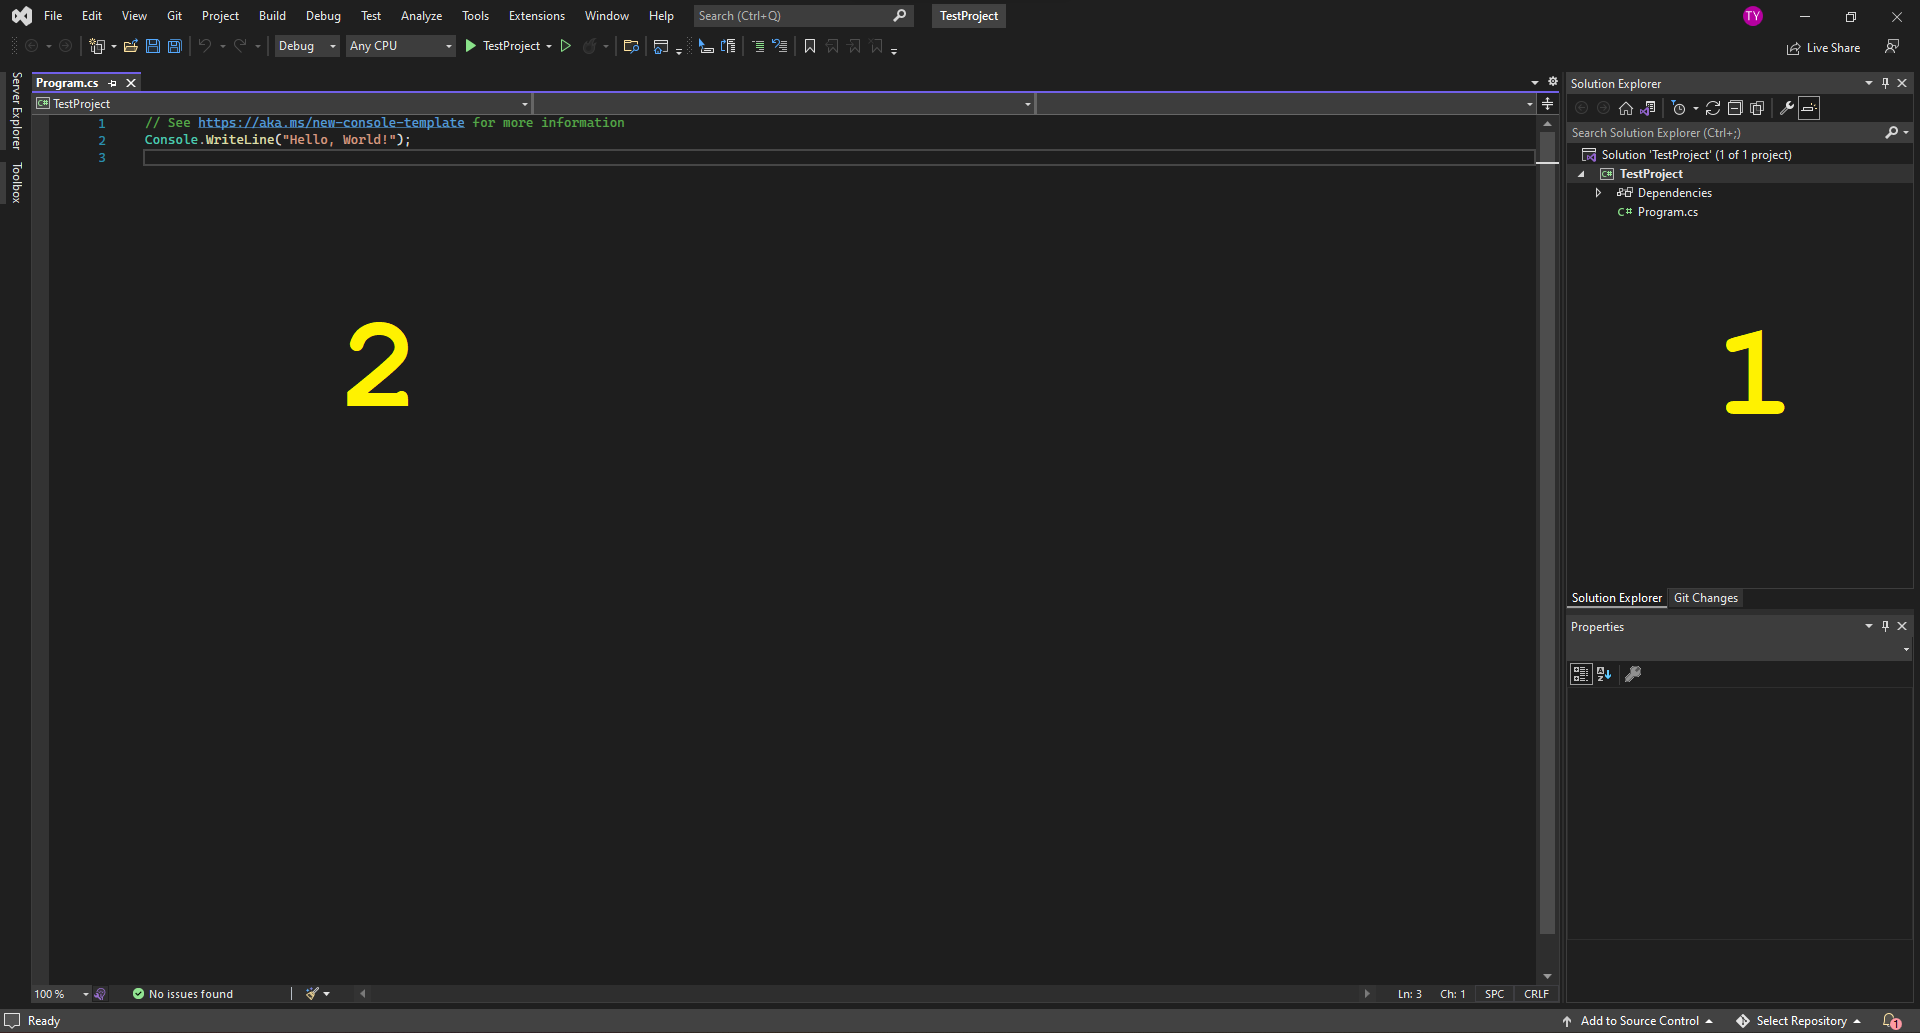 File Edit View Git Project Build Debug Test Analyze Tools Extensions Window Help Search (Ctrl+Q) TestProject TY
Debug Any CPU TestProject Live Share
Server Explorer
Toolbox
Program.cs
TestProject
1 // See https://aka.ms/new-console-template for more information
2 Console.WriteLine("Hello, World!");
3
2
100 % No issues found Ln: 3 Ch: 1 SPC CRLF
Solution Explorer
Search Solution Explorer (Ctrl+;)
Solution 'TestProject' (1 of 1 project)
C# TestProject
Dependencies
C# Program.cs
1
Solution Explorer Git Changes
Properties
Ready Add to Source Control Select Repository 1